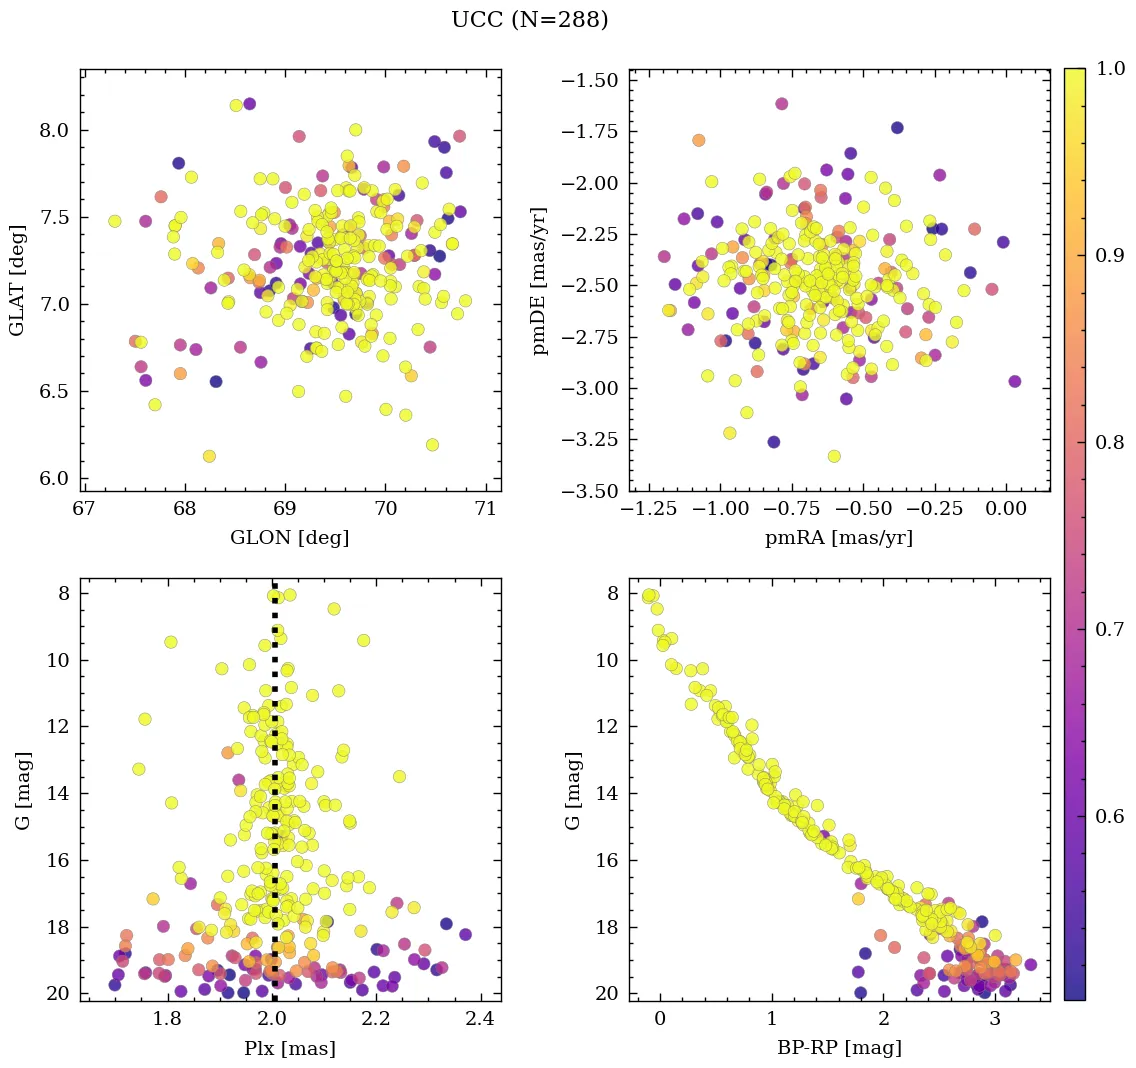 UCC (N=288)
8.0
7.5
7.0
6.5
6.0
GLAT [deg]
67 68 69 70 71
GLON [deg]
−1.50
−1.75
−2.00
−2.25
−2.50
−2.75
−3.00
−3.25
−3.50
pmDE [mas/yr]
−1.25 −1.00 −0.75 −0.50 −0.25 0.00
pmRA [mas/yr]
8
10
12
14
16
18
20
G [mag]
1.8 2.0 2.2 2.4
Plx [mas]
8
10
12
14
16
18
20
G [mag]
0 1 2 3
BP-RP [mag]
1.0
0.9
0.8
0.7
0.6